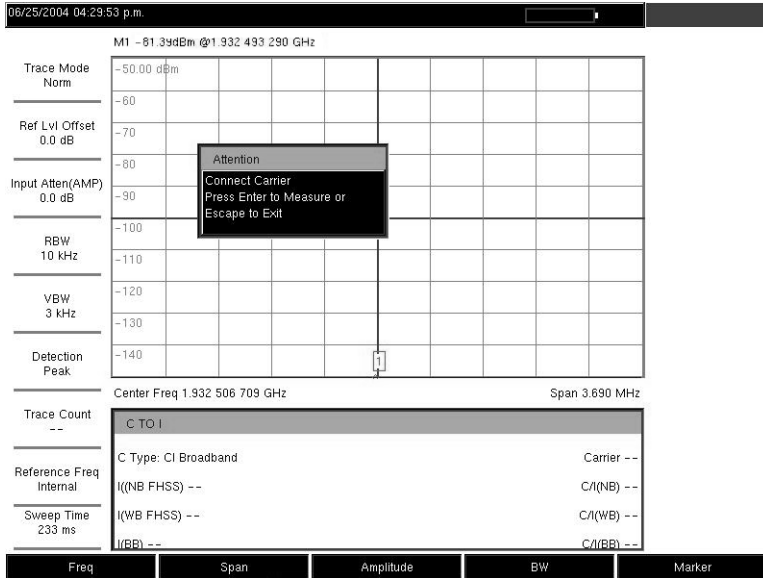 06/25/2004 04:29:53 p.m.
M1 -81.39dBm @1.932 493 290 GHz
Trace Mode
Norm
Ref Lvl Offset
0.0 dB
Input Atten(AMP)
0.0 dB
RBW
10 kHz
VBW
3 kHz
Detection
Peak
Trace Count
--
Reference Freq
Internal
Sweep Time
233 ms
-50.00 dBm
-60
-70
-80
-90
-100
-110
-120
-130
-140
Attention
Connect Carrier
Press Enter to Measure or
Escape to Exit
1
Center Freq 1.932 506 709 GHz
Span 3.690 MHz
C TO I
C Type: CI Broadband
Carrier --
I((NB FHSS) --
C/I(NB) --
I(WB FHSS) --
C/I(WB) --
I(BB) --
C/I(BB) --
Freq
Span
Amplitude
BW
Marker